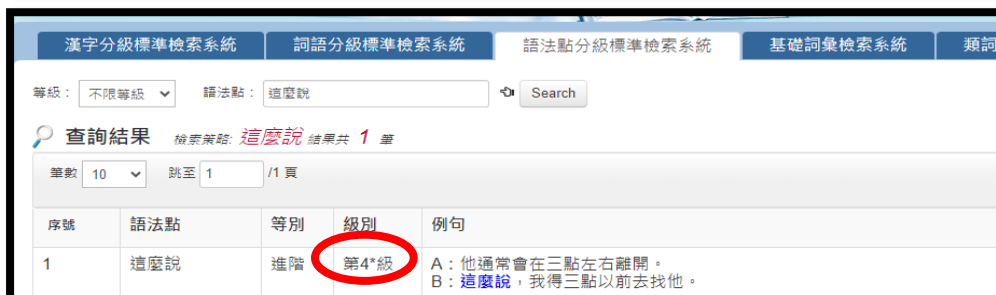 漢字分級標準檢索系統 詞語分級標準檢索系統 語法點分級標準檢索系統 基礎詞彙檢索系統 類詞
等級： 不限等級 語法點： 這麼說 Search
查詢結果 檢索策略: 這麼說 結果共 1 筆
筆數 10 跳至 1 /1 頁
序號 語法點 等別 級別 例句
1 這麼說 進階 第4*級 A：他通常會在三點左右離開。
B：這麼說，我得三點以前去找他。